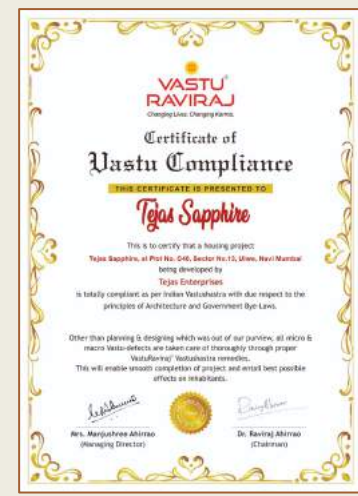 VASTU
RAVIRAJ
Changing Lives. Changing Karma.
Certificate of
Vastu Compliance
THIS CERTIFICATE IS PRESENTED TO
Tejas Sapphire
This is to certify that a housing project
Tejas Sapphire, at Plot No. C46, Sector No.13, Ulwe, Navi Mumbai
being developed by
Tejas Enterprises
is totally compliant as per Indian Vastushastra with due respect to the
principles of Architecture and Government Bye-Laws.
Other than planning & designing which was out of our purview, all micro &
macro Vastu-defects are taken care of thoroughly through proper
VastuRaviraj' Vastushastra remedies.
This will enable smooth completion of project and entail best possible
effects on inhabitants.
Mrs. Manjushree Ahirrao
(Managing Director)
Dr. Raviraj Ahirrao
(Chairman)